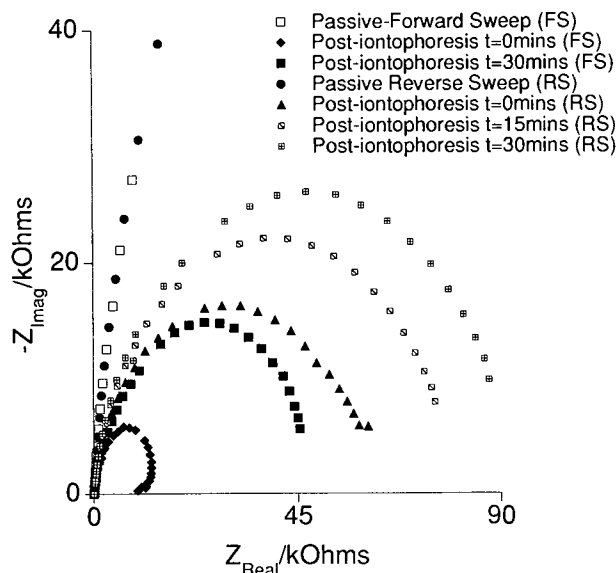 40
20
0
-Z_Imag/kOhms
Passive-Forward Sweep (FS)
Post-iontophoresis t=0mins (FS)
Post-iontophoresis t=30mins (FS)
Passive Reverse Sweep (RS)
Post-iontophoresis t=0mins (RS)
Post-iontophoresis t=15mins (RS)
Post-iontophoresis t=30mins (RS)
0
45
90
Z_Real/kOhms